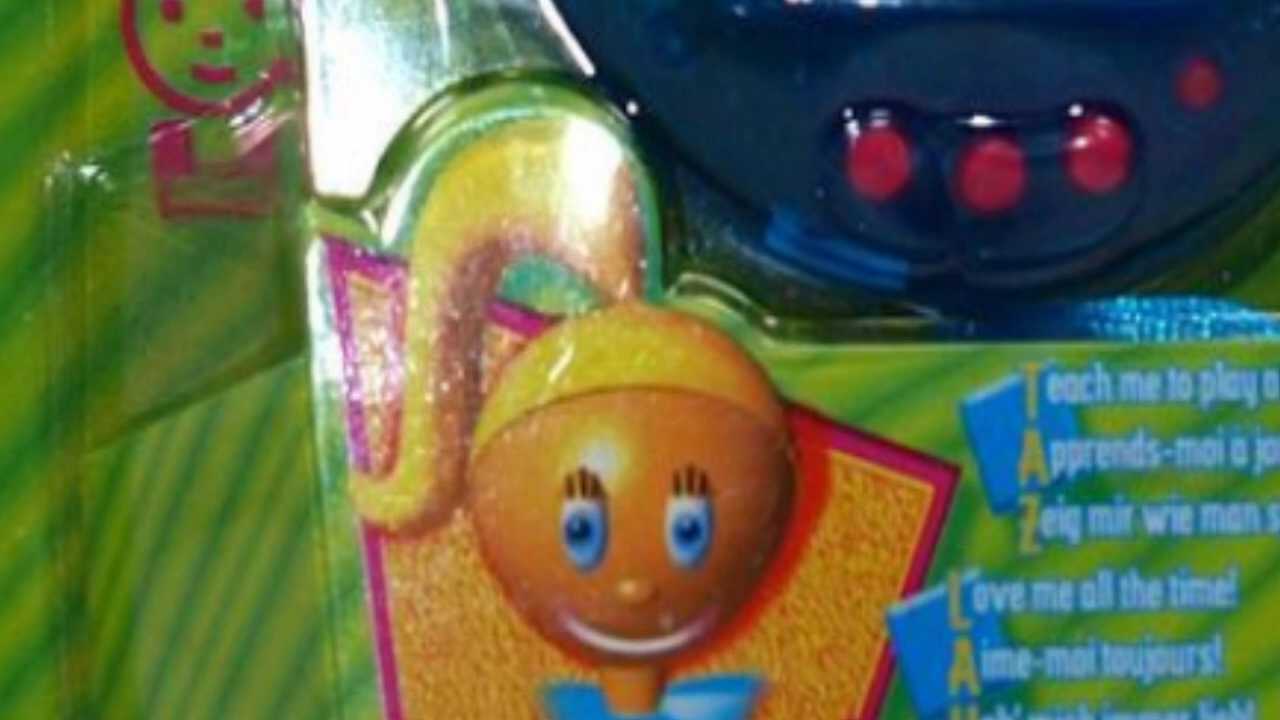 Teach me to play a
Apprends-moi à jo
Zeig mir wie man s
Love me all the time!
Aime-moi toujours!